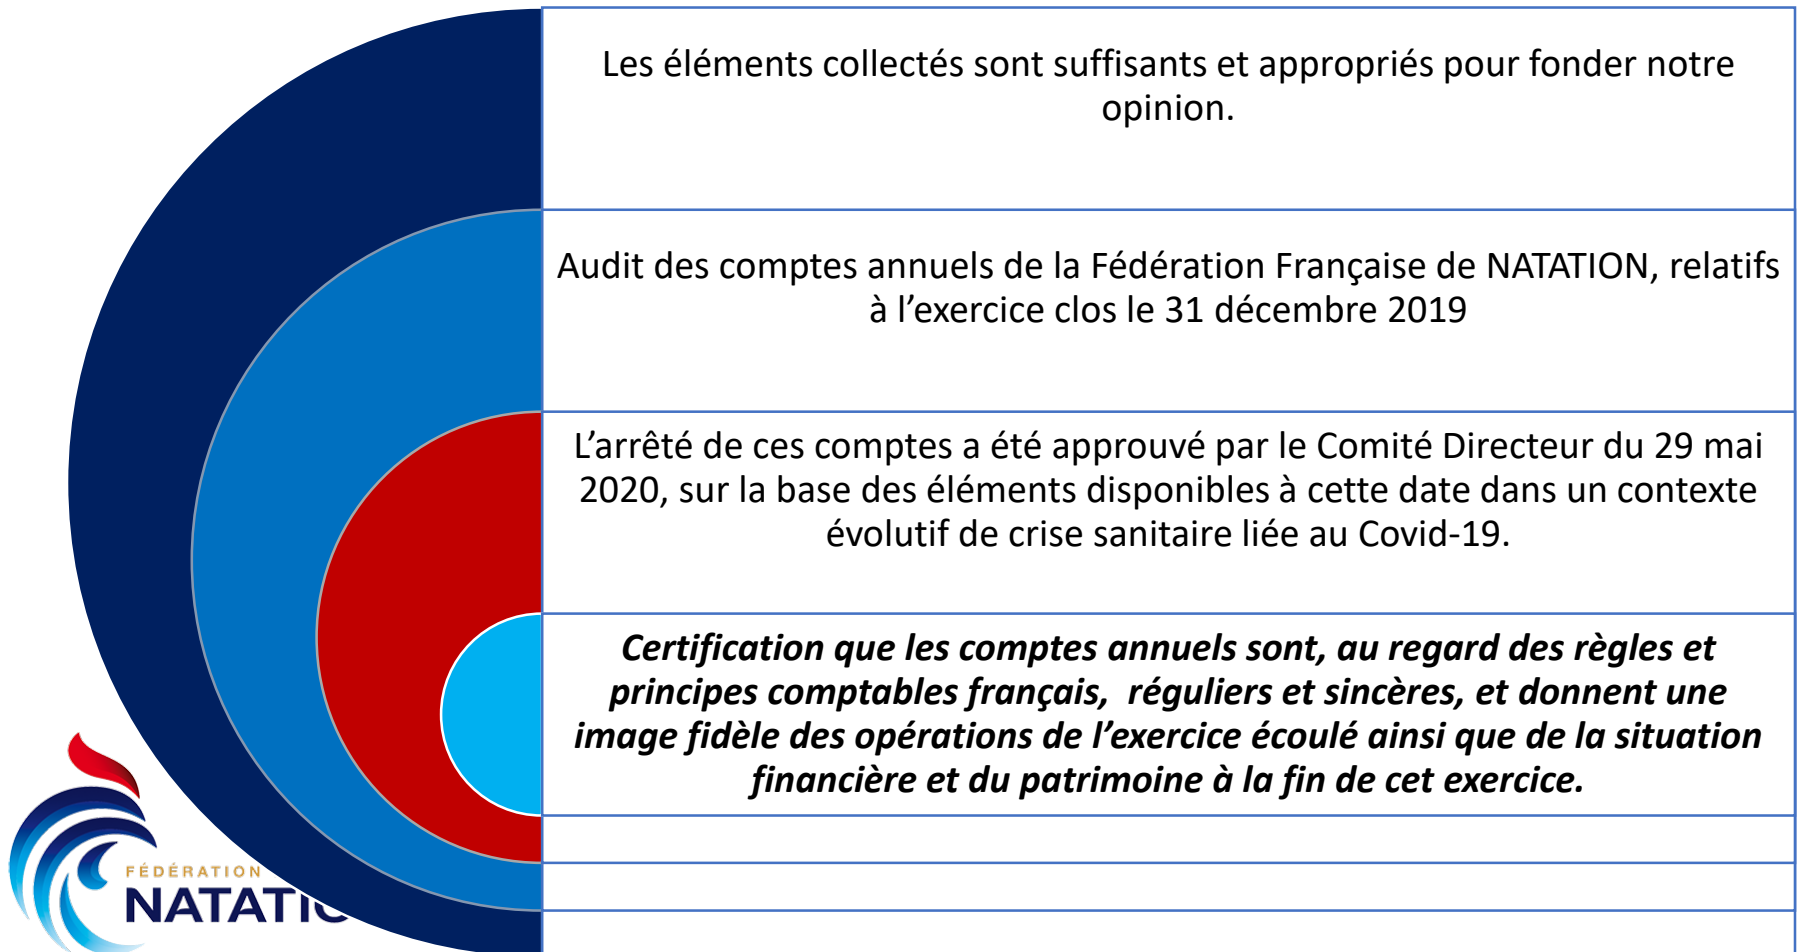 Les éléments collectés sont suffisants et appropriés pour fonder notre
opinion.
Audit des comptes annuels de la Fédération Française de NATATION, relatifs
à l’exercice clos le 31 décembre 2019
L’arrêté de ces comptes a été approuvé par le Comité Directeur du 29 mai
2020, sur la base des éléments disponibles à cette date dans un contexte
évolutif de crise sanitaire liée au Covid-19.
Certification que les comptes annuels sont, au regard des règles et
principes comptables français,  réguliers et sincères, et donnent une
image fidèle des opérations de l’exercice écoulé ainsi que de la situation
financière et du patrimoine à la fin de cet exercice.
FÉDÉRATION